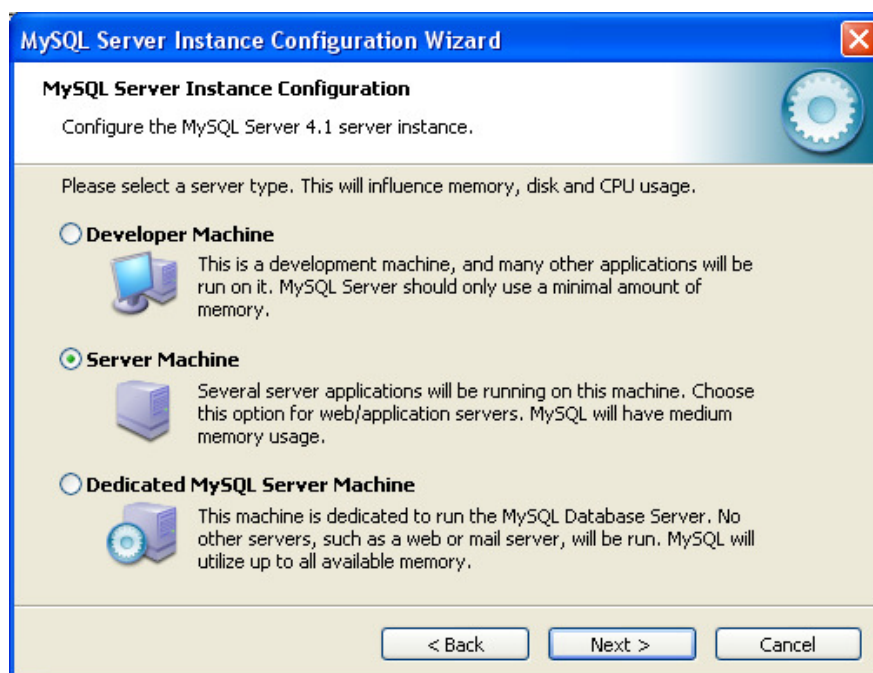 MySQL Server Instance Configuration Wizard
MySQL Server Instance Configuration
Configure the MySQL Server 4.1 server instance.
Please select a server type. This will influence memory, disk and CPU usage.
Developer Machine
This is a development machine, and many other applications will be
run on it. MySQL Server should only use a minimal amount of
memory.
Server Machine
Several server applications will be running on this machine. Choose
this option for web/application servers. MySQL will have medium
memory usage.
Dedicated MySQL Server Machine
This machine is dedicated to run the MySQL Database Server. No
other servers, such as a web or mail server, will be run. MySQL will
utilize up to all available memory.
< Back Next > Cancel